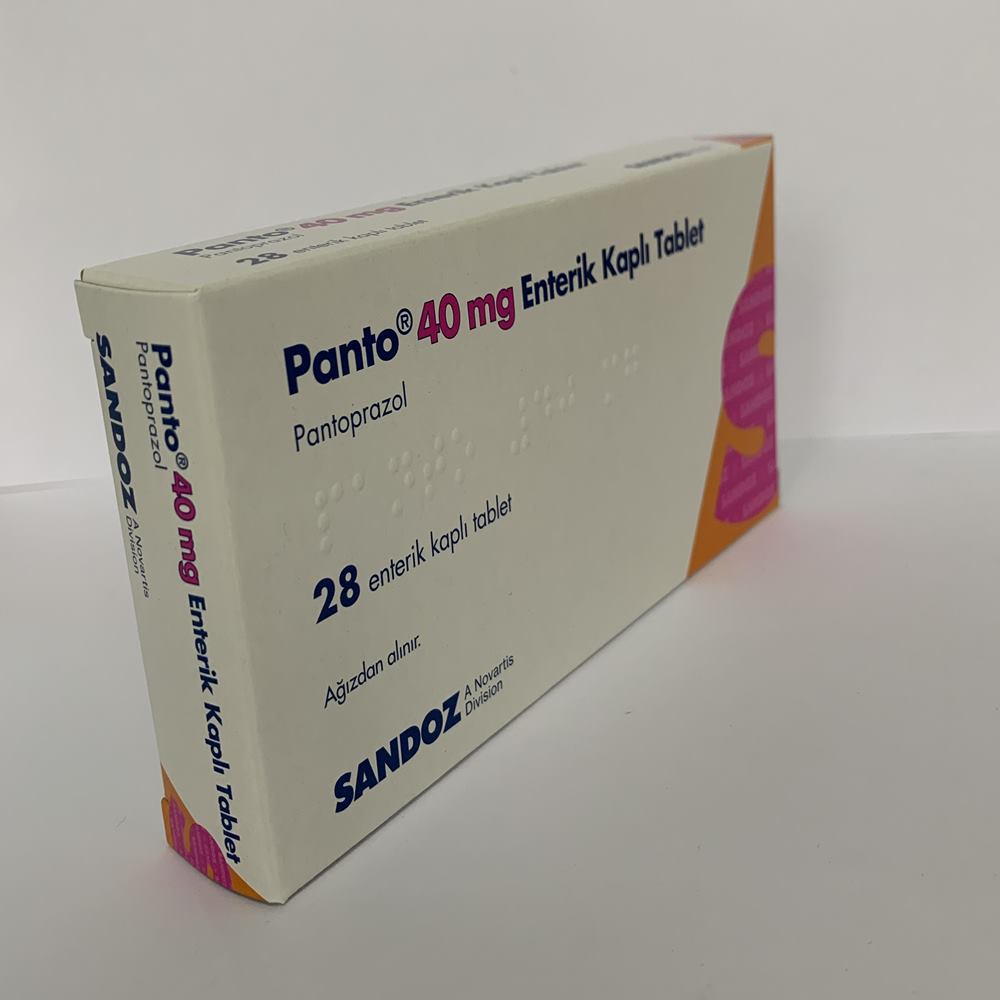 Panto® 40 mg Enterik Kaplı Tablet
Pantoprazol
28 enterik kaplı tablet
SANDOZ
Panto® 40 mg Enterik Kaplı Tablet
Pantoprazol
28 enterik kaplı tablet
Ağızdan alınır.
SANDOZ A Novartis
Division
Panto® 40 mg Enterik Kaplı Tablet
Pantoprazol
SANDOZ A Novartis
Division